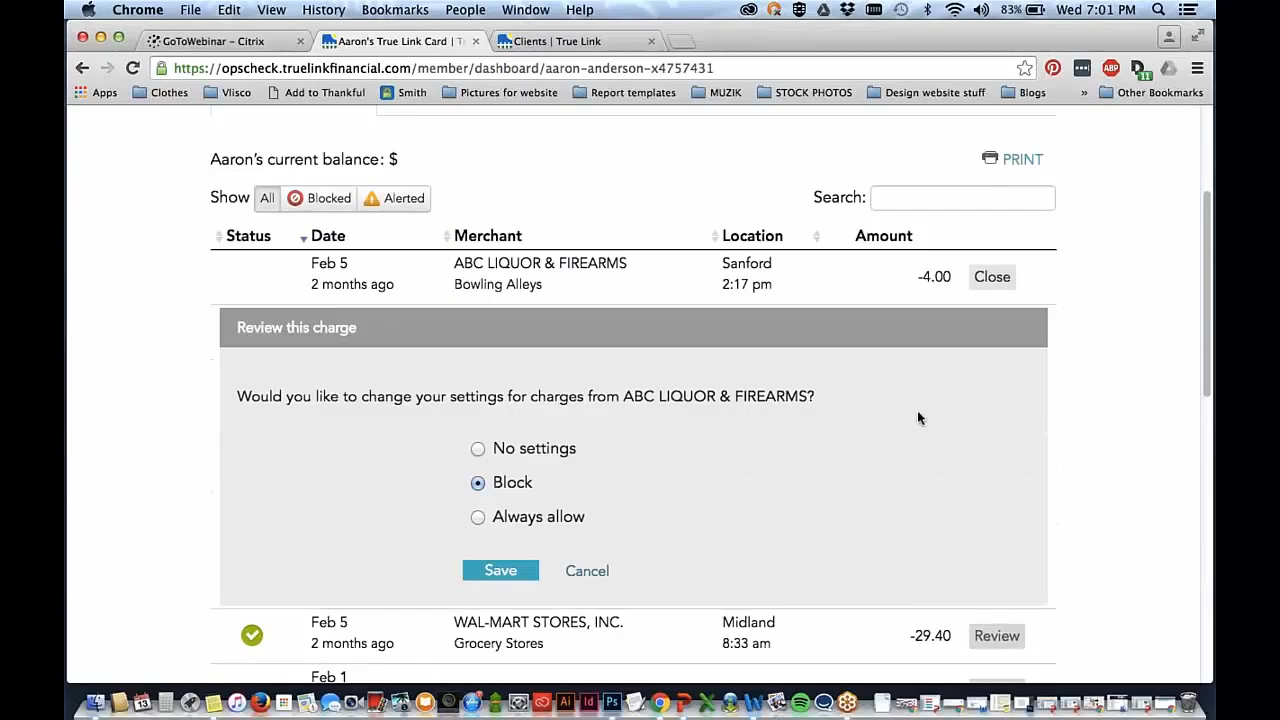 Chrome File Edit View History Bookmarks People Window Help 83% Wed 7:01 PM
GoToWebinar - Citrix Aaron's True Link Card | Tr Clients | True Link
https://opscheck.truelinkfinancial.com/member/dashboard/aaron-anderson-x4757431
Apps Clothes Vlisco Add to Thankful Smith Pictures for website Report templates MUZIK STOCK PHOTOS Design website stuff Blogs » Other Bookmarks
Aaron's current balance: $ PRINT
Show All Blocked Alerted Search:
Status Date Merchant Location Amount
Feb 5 ABC LIQUOR & FIREARMS Sanford
-4.00 Close
2 months ago Bowling Alleys 2:17 pm
Review this charge
Would you like to change your settings for charges from ABC LIQUOR & FIREARMS?
No settings
Block
Always allow
Save Cancel
Feb 5 WAL-MART STORES, INC. Midland
-29.40 Review
2 months ago Grocery Stores 8:33 am
Feb 1